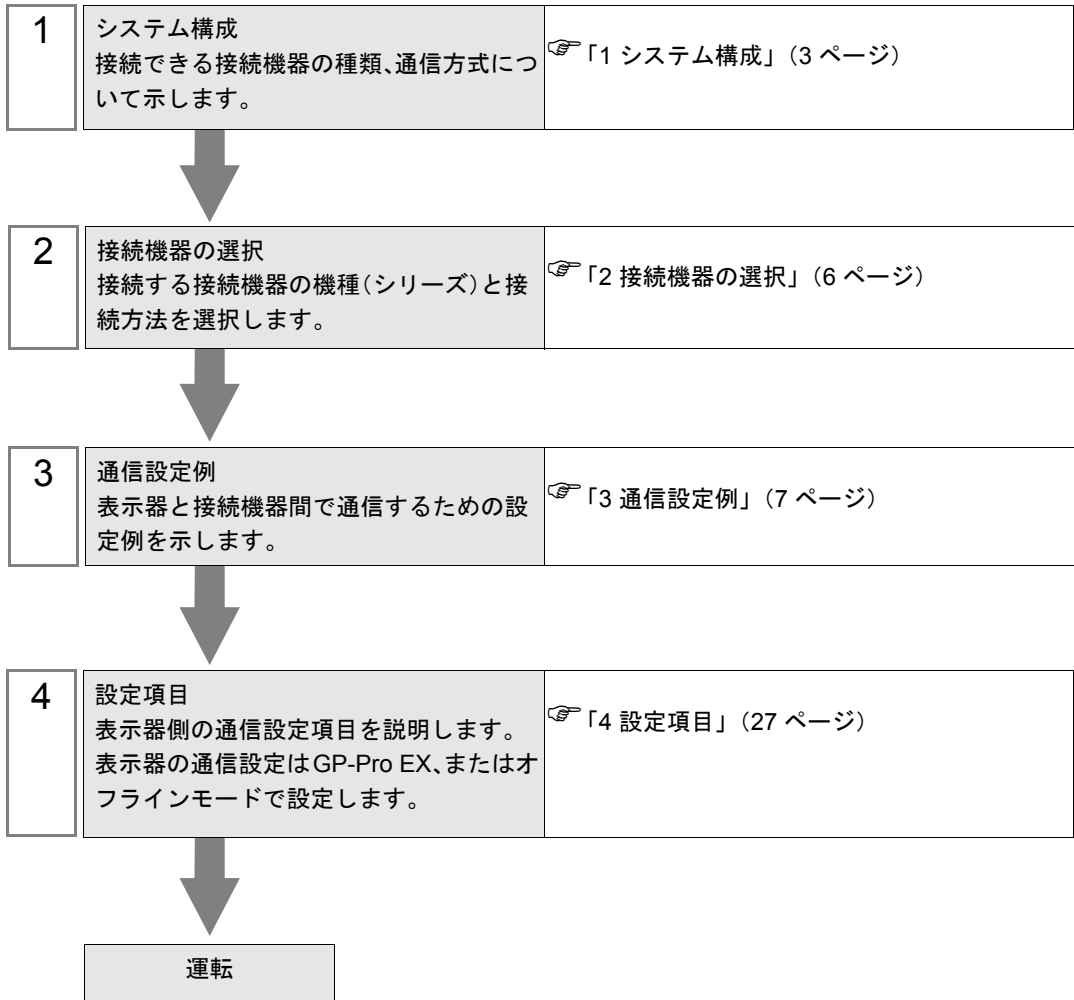 1
システム構成
接続できる接続機器の種類、通信方式につ
いて示します。
☞「1 システム構成」(3 ページ)
2
接続機器の選択
接続する接続機器の機種(シリーズ)と接
続方法を選択します。
☞「2 接続機器の選択」(6 ページ)
3
通信設定例
表示器と接続機器間で通信するための設
定例を示します。
☞「3 通信設定例」(7 ページ)
4
設定項目
表示器側の通信設定項目を説明します。
表示器の通信設定はGP-Pro EX、またはオ
フラインモードで設定します。
☞「4 設定項目」(27 ページ)
運転